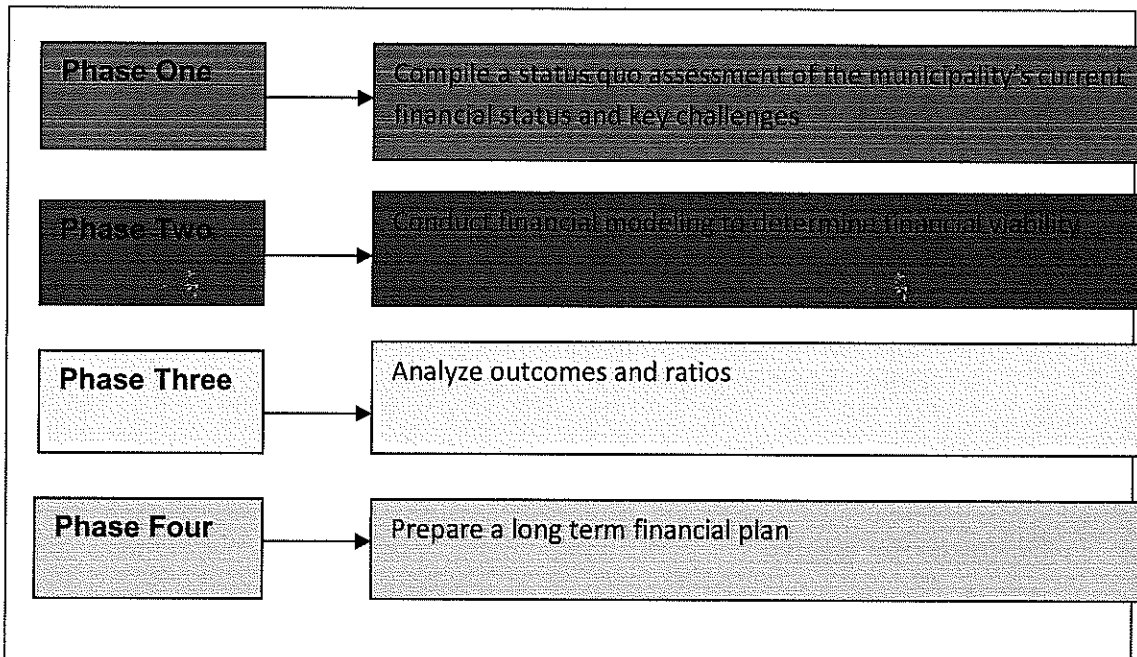 Phase One
Compile a status quo assessment of the municipality's current
financial status and key challenges
Phase Two
Conduct financial modeling to determine financial viability
Phase Three
Analyze outcomes and ratios
Phase Four
Prepare a long term financial plan